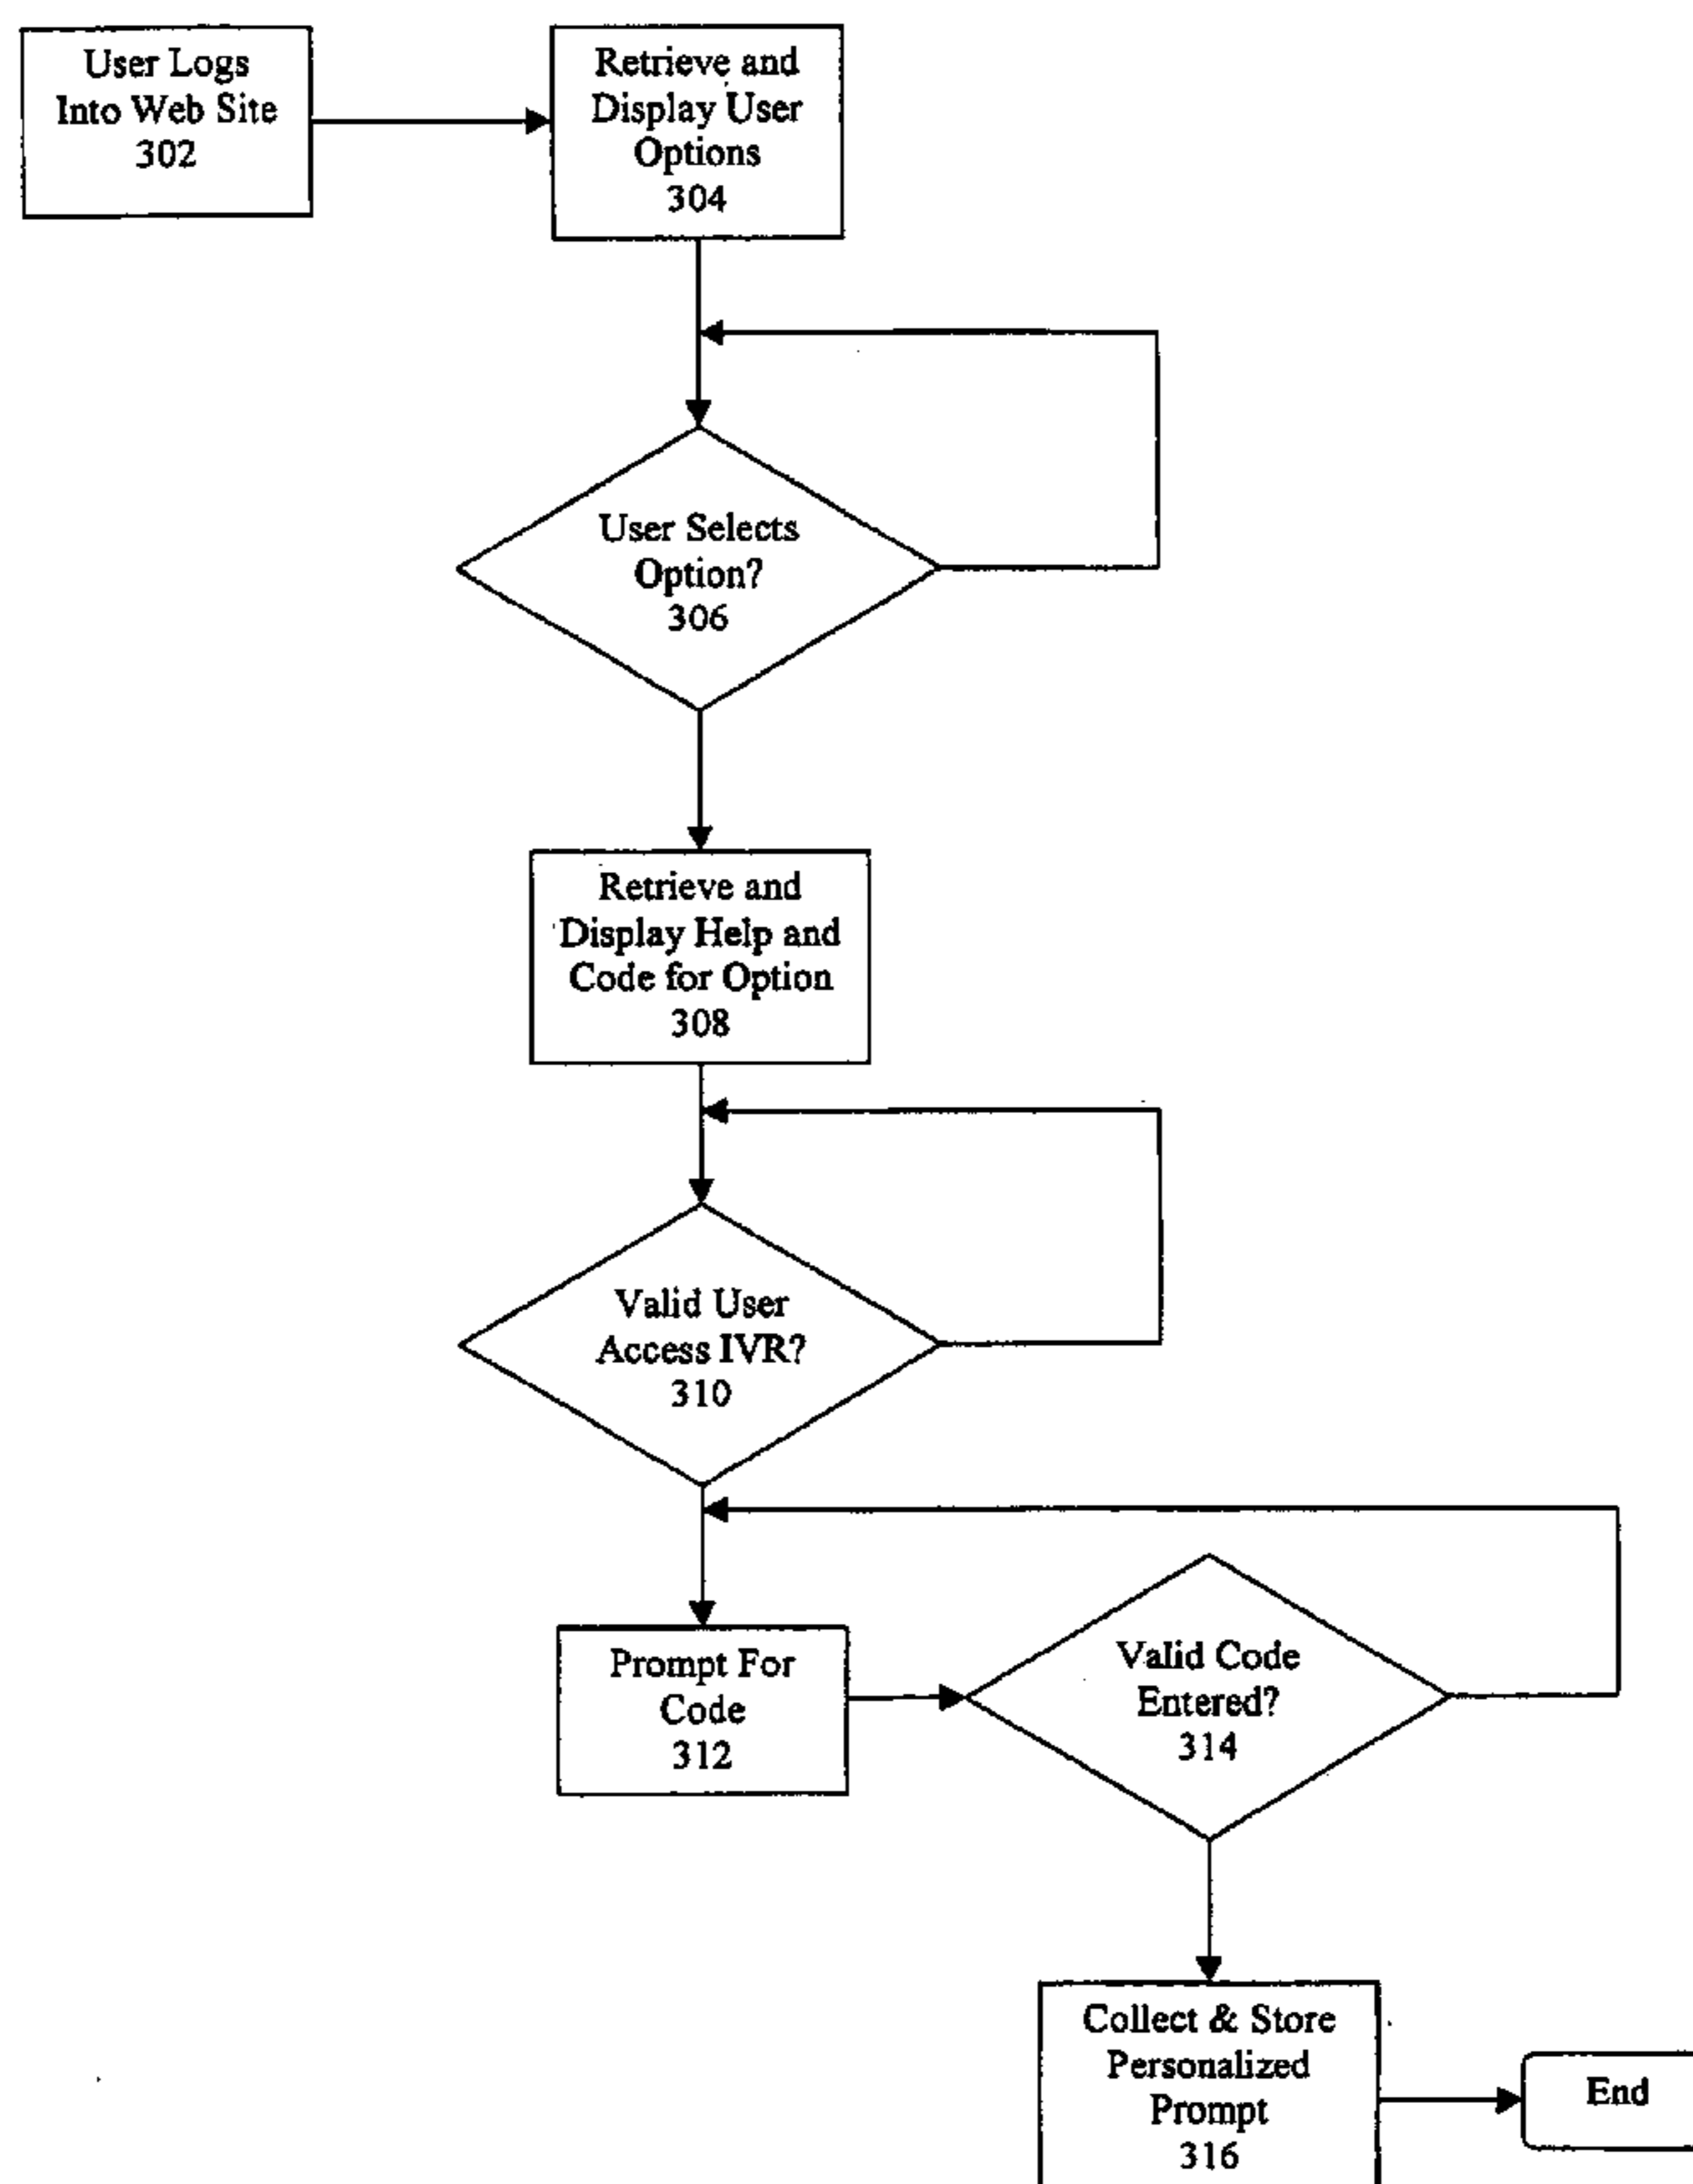 User Logs
Into Web Site
302
Retrieve and
Display User
Options
304
User Selects
Option?
306
Retrieve and
Display Help and
Code for Option
308
Valid User
Access IVR?
310
Prompt For
Code
312
Valid Code
Entered?
314
Collect & Store
Personalized
Prompt
316
End